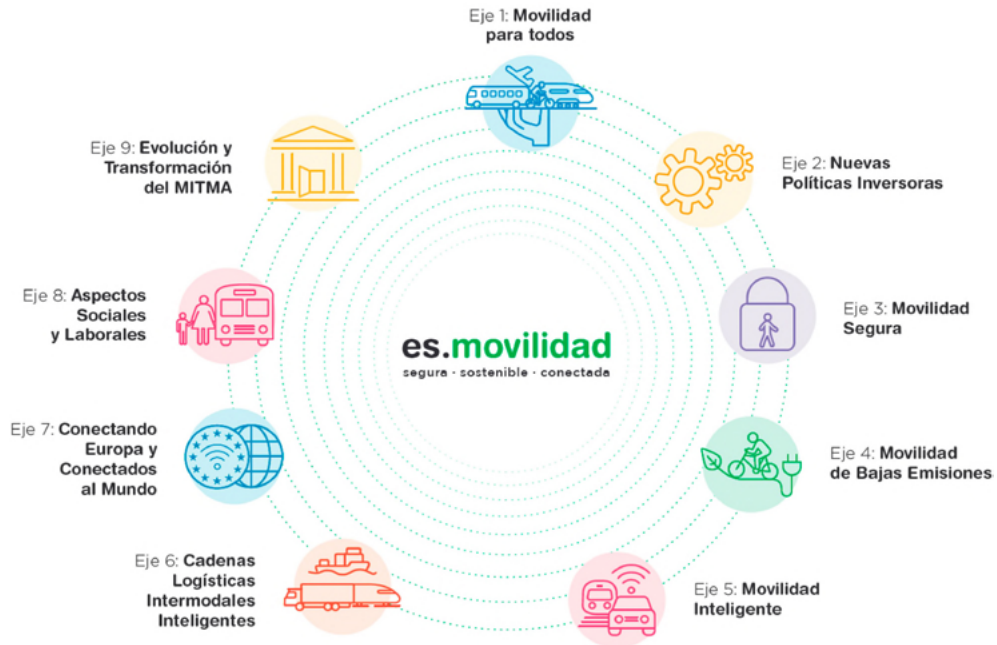 Eje 1: Movilidad
para todos
Eje 2: Nuevas
Políticas Inversoras
Eje 3: Movilidad
Segura
Eje 4: Movilidad
de Bajas Emisiones
Eje 5: Movilidad
Inteligente
Eje 6: Cadenas
Logísticas
Intermodales
Inteligentes
Eje 7: Conectando
Europa y
Conectados
al Mundo
Eje 8: Aspectos
Sociales
y Laborales
Eje 9: Evolución y
Transformación
del MITMA
es.movilidad
segura · sostenible · conectada